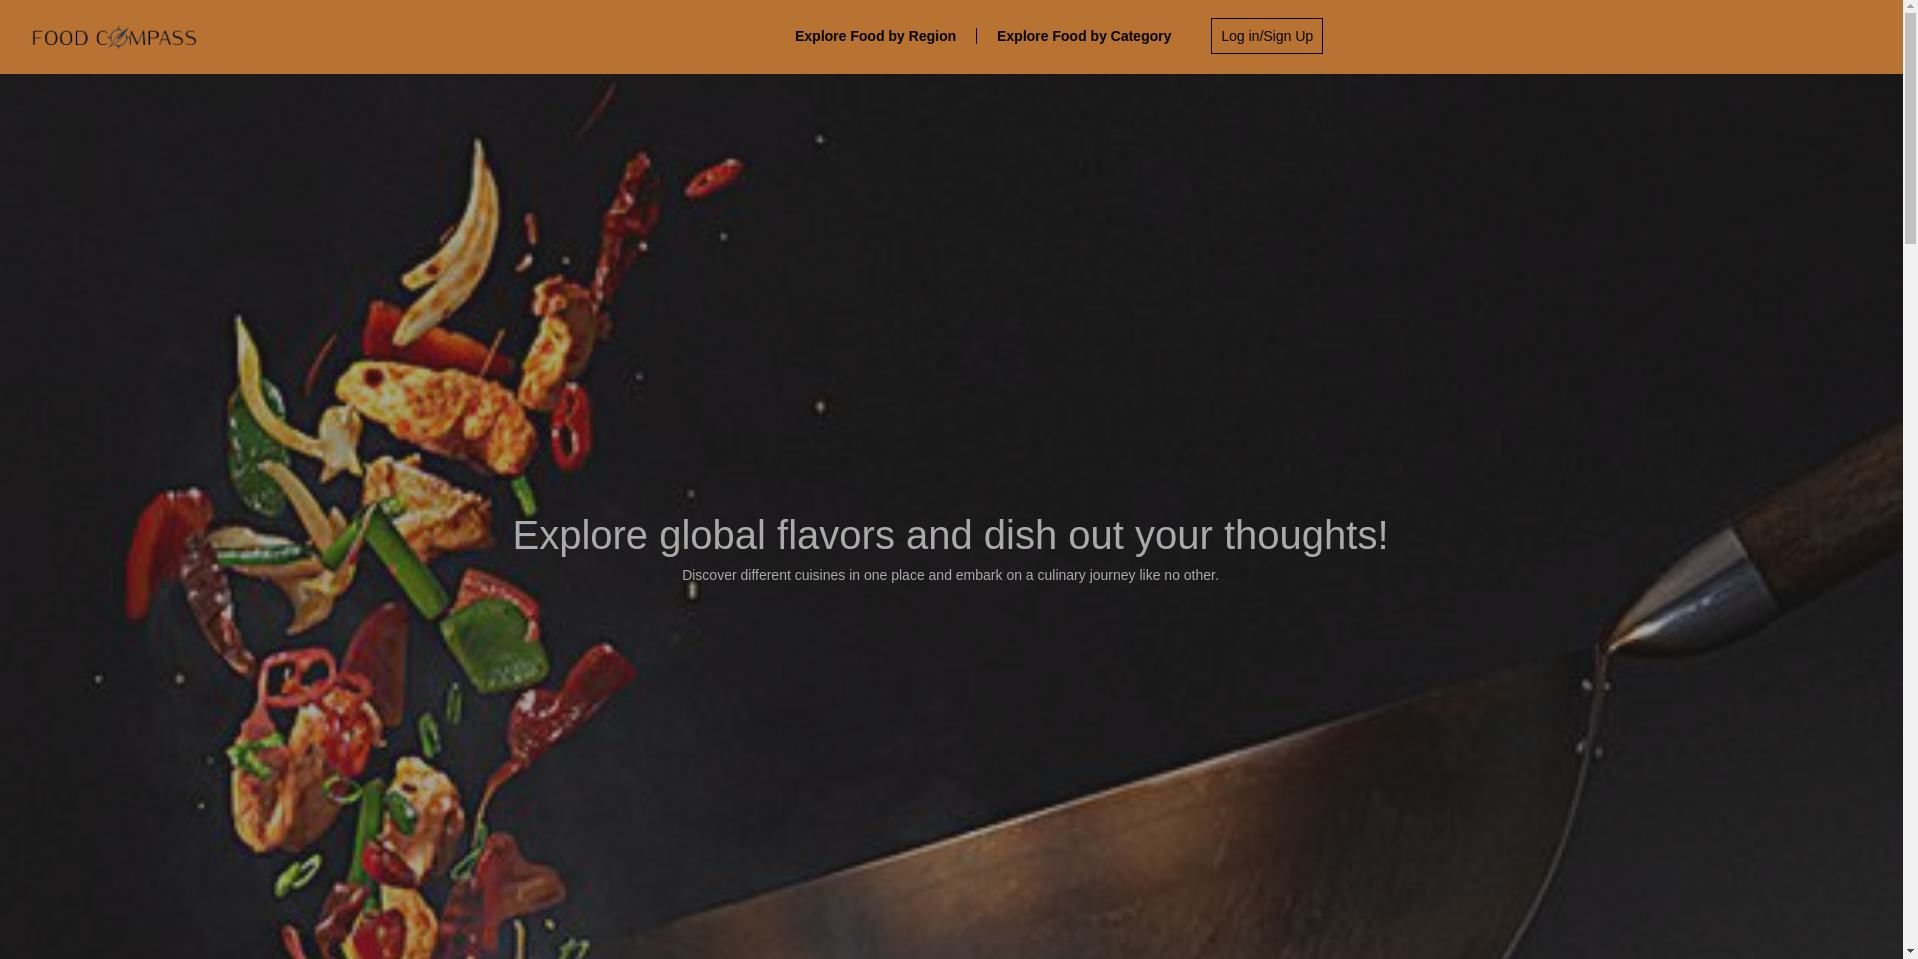 FOOD COMPASS
Explore Food by Region
Explore Food by Category
Log in/Sign Up
Explore global flavors and dish out your thoughts!
Discover different cuisines in one place and embark on a culinary journey like no other.